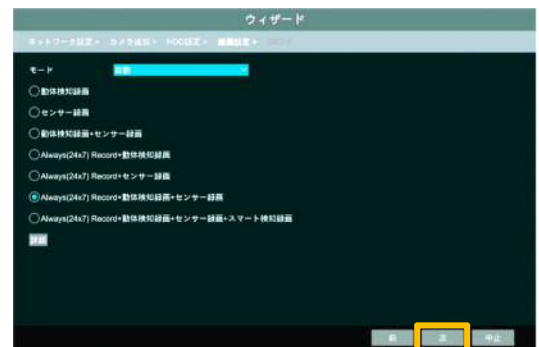 ウィザード
ネットワーク設定▸ カメラ追加▸ HDD設定▸ 録画設定▸
モード 自動
動体検知録画
センサー録画
動体検知録画+センサー録画
Always(24x7) Record+動体検知録画
Always(24x7) Record+センサー録画
Always(24x7) Record+動体検知録画+センサー録画
Always(24x7) Record+動体検知録画+センサー録画+スマート検知録画
詳細
前 次 中止